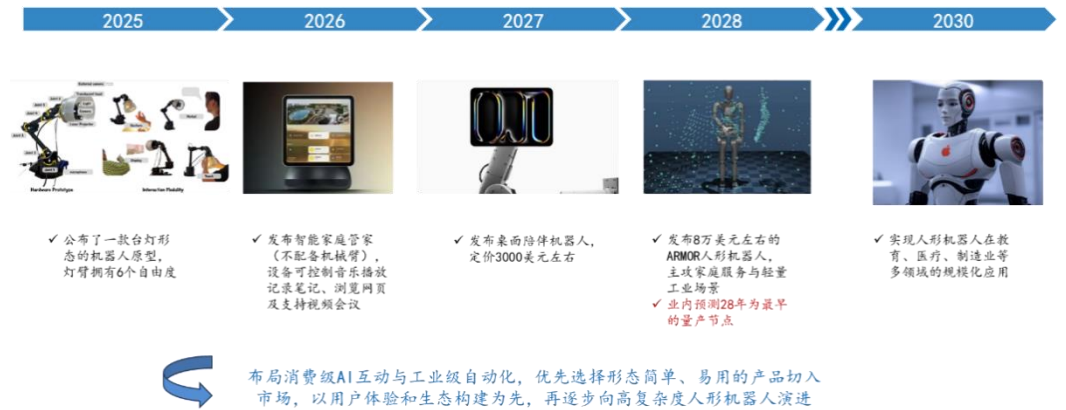 2025
2026
2027
2028
2030
Hardware Prototype
Interaction Modality
✓ 公布了一款台灯形
态的机器人原型，
灯臂拥有6个自由度
✓ 发布智能家庭管家
（不配备机械臂），
设备可控制音乐播放
记录笔记、浏览网页
及支持视频会议
✓ 发布桌面陪伴机器人，
定价3000美元左右
✓ 发布8万美元左右的
ARMOR人形机器人，
主攻家庭服务与轻量
工业场景
✓ 业内预测28年为最早
的量产节点
✓ 实现人形机器人在教
育、医疗、制造业等
多领域的规模化应用
布局消费级AI互动与工业级自动化，优先选择形态简单、易用的产品切入
市场，以用户体验和生态构建为先，再逐步向高复杂度人形机器人演进